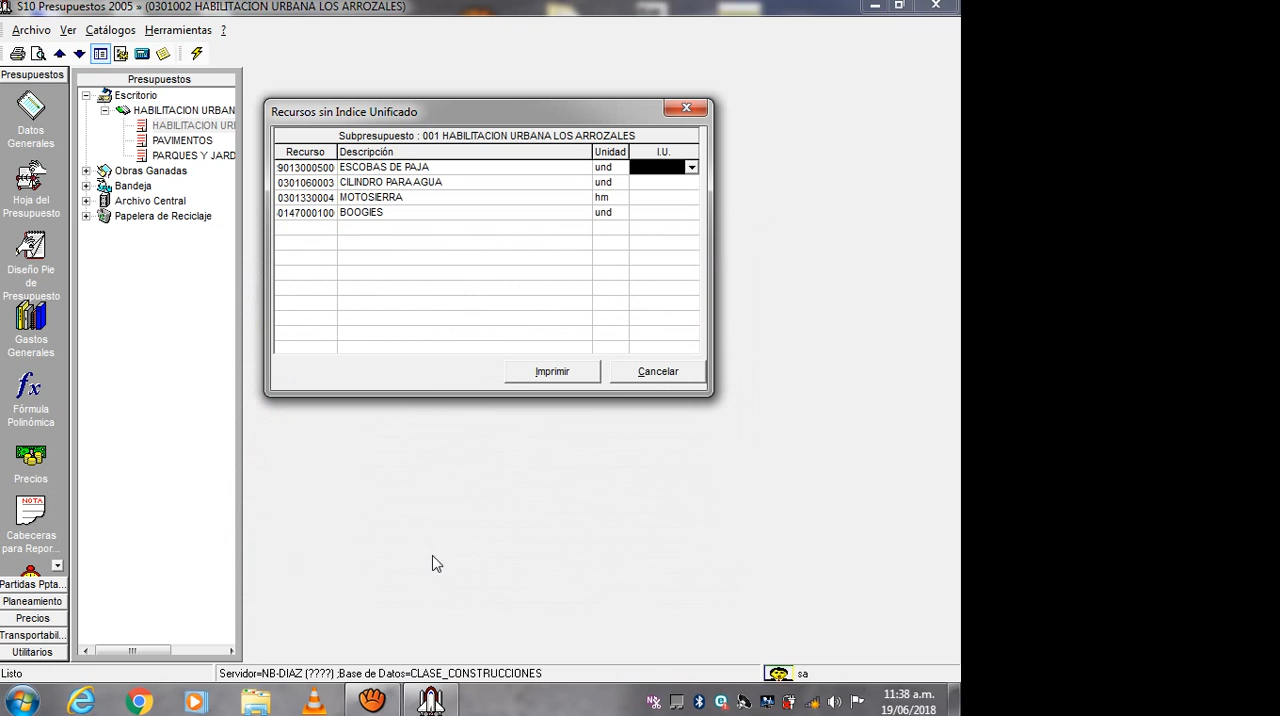 S10 Presupuestos 2005 » (0301002 HABILITACION URBANA LOS ARROZALES)
Archivo Ver Catálogos Herramientas ?
Presupuestos
Datos Generales
Hoja del Presupuesto
Diseño Pie de Presupuesto
Gastos Generales
fx
Fórmula Polinómica
Precios
NOTA
Cabeceras para Repor...
Partidas Ppta...
Planeamiento
Precios
Transportabil...
Utilitarios
Presupuestos
Escritorio
HABILITACION URBAN
HABILITACION URI
PAVIMENTOS
PARQUES Y JARD
Obras Ganadas
Bandeja
Archivo Central
Papelera de Reciclaje
Recursos sin Indice Unificado
Subpresupuesto : 001 HABILITACION URBANA LOS ARROZALES
Recurso Descripción Unidad I.U.
9013000500 ESCOBAS DE PAJA und
0301060003 CILINDRO PARA AGUA und
0301330004 MOTOSIERRA hm
0147000100 BOOGIES und
Imprimir Cancelar
Listo Servidor=NB-DIAZ (????) ;Base de Datos=CLASE_CONSTRUCCIONES sa
11:38 a.m.
19/06/2018